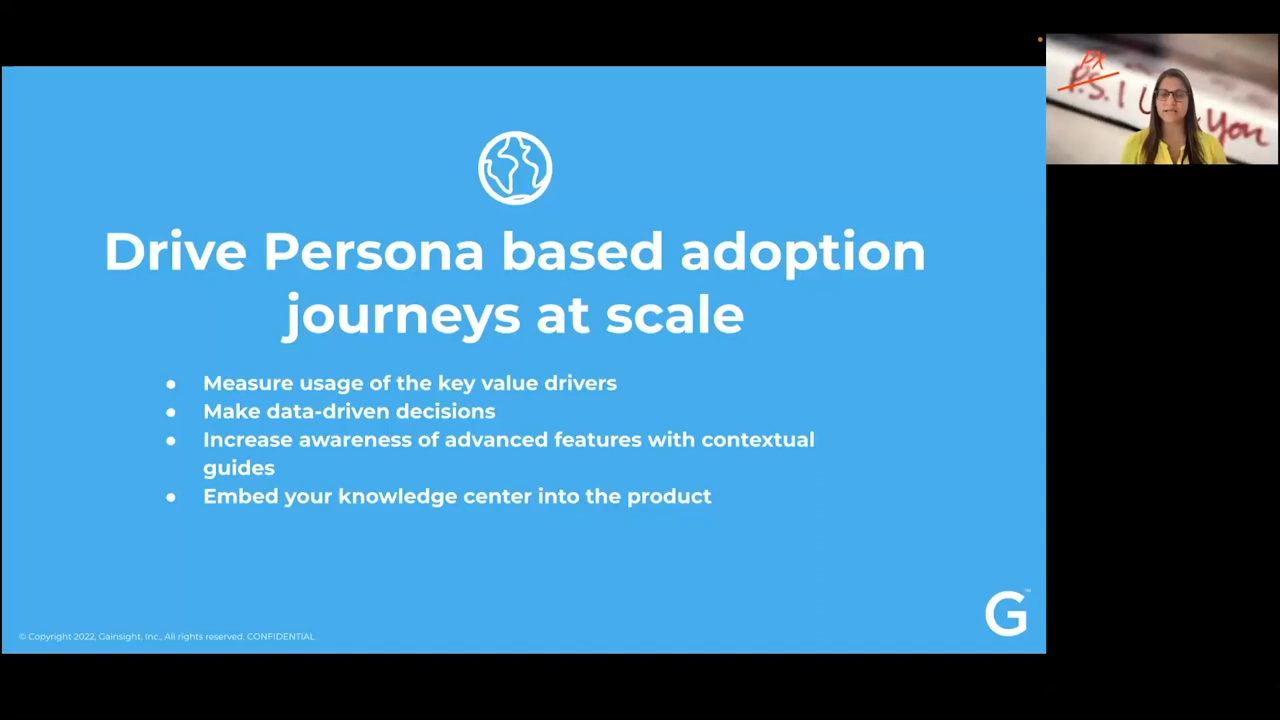 Drive Persona based adoption
journeys at scale
● Measure usage of the key value drivers
● Make data-driven decisions
● Increase awareness of advanced features with contextual
guides
● Embed your knowledge center into the product
© Copyright 2022, Gainsight, Inc., All rights reserved. CONFIDENTIAL
G
PX
P.S. I
You